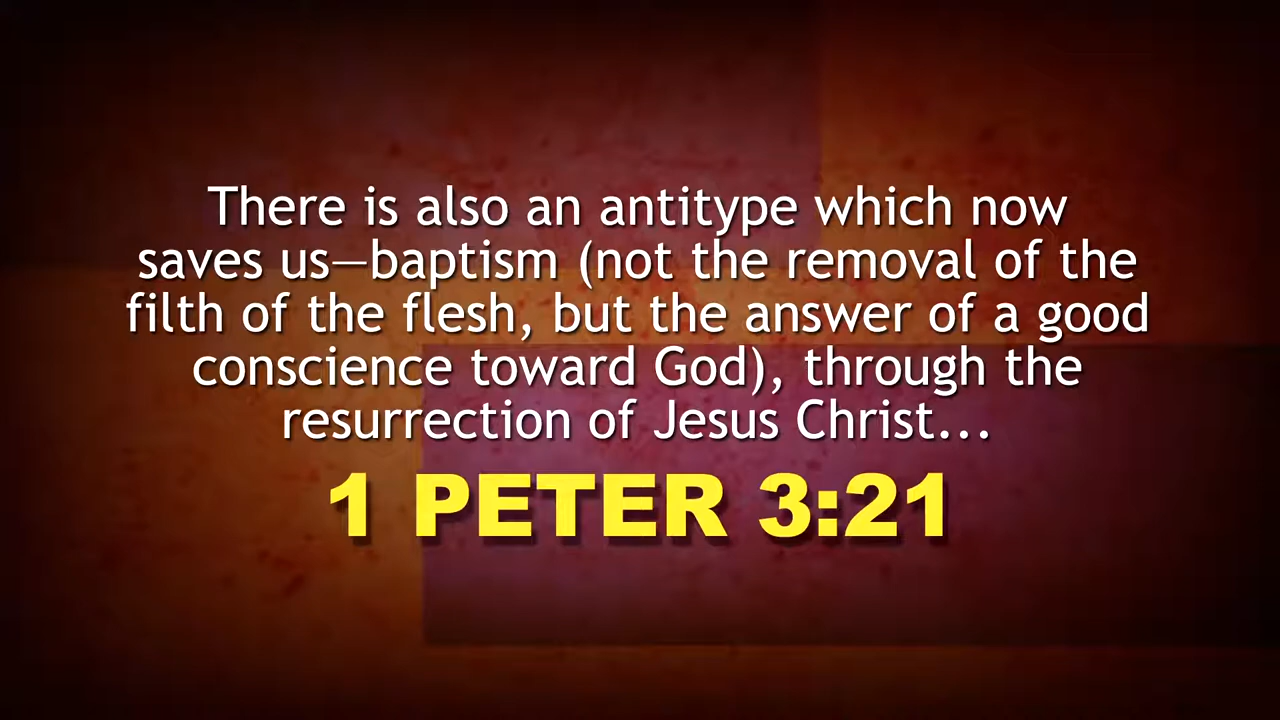 There is also an antitype which now
saves us—baptism (not the removal of the
filth of the flesh, but the answer of a good
conscience toward God), through the
resurrection of Jesus Christ...
1 PETER 3:21